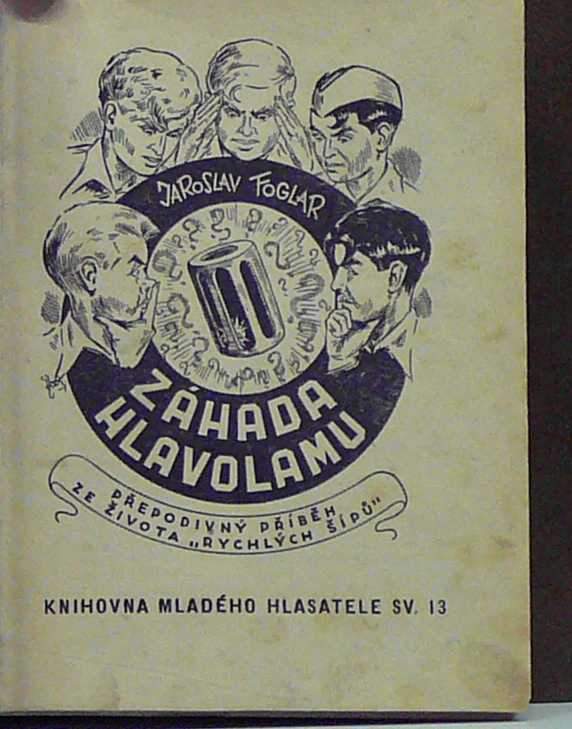 JAROSLAV FOGLAR
ZÁHADA
HLAVOLAMU
PŘEPODIVNÝ PŘÍBĚH
ZE ŽIVOTA „RYCHLÝCH ŠÍPŮ"
KNIHOVNA MLADÉHO HLASATELE SV. 13